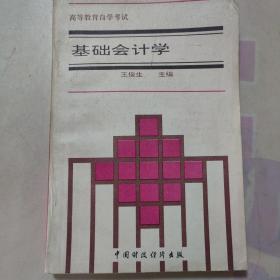 高等教育自学考试
基础会计学
王俊生 主编
中国财政经济出版